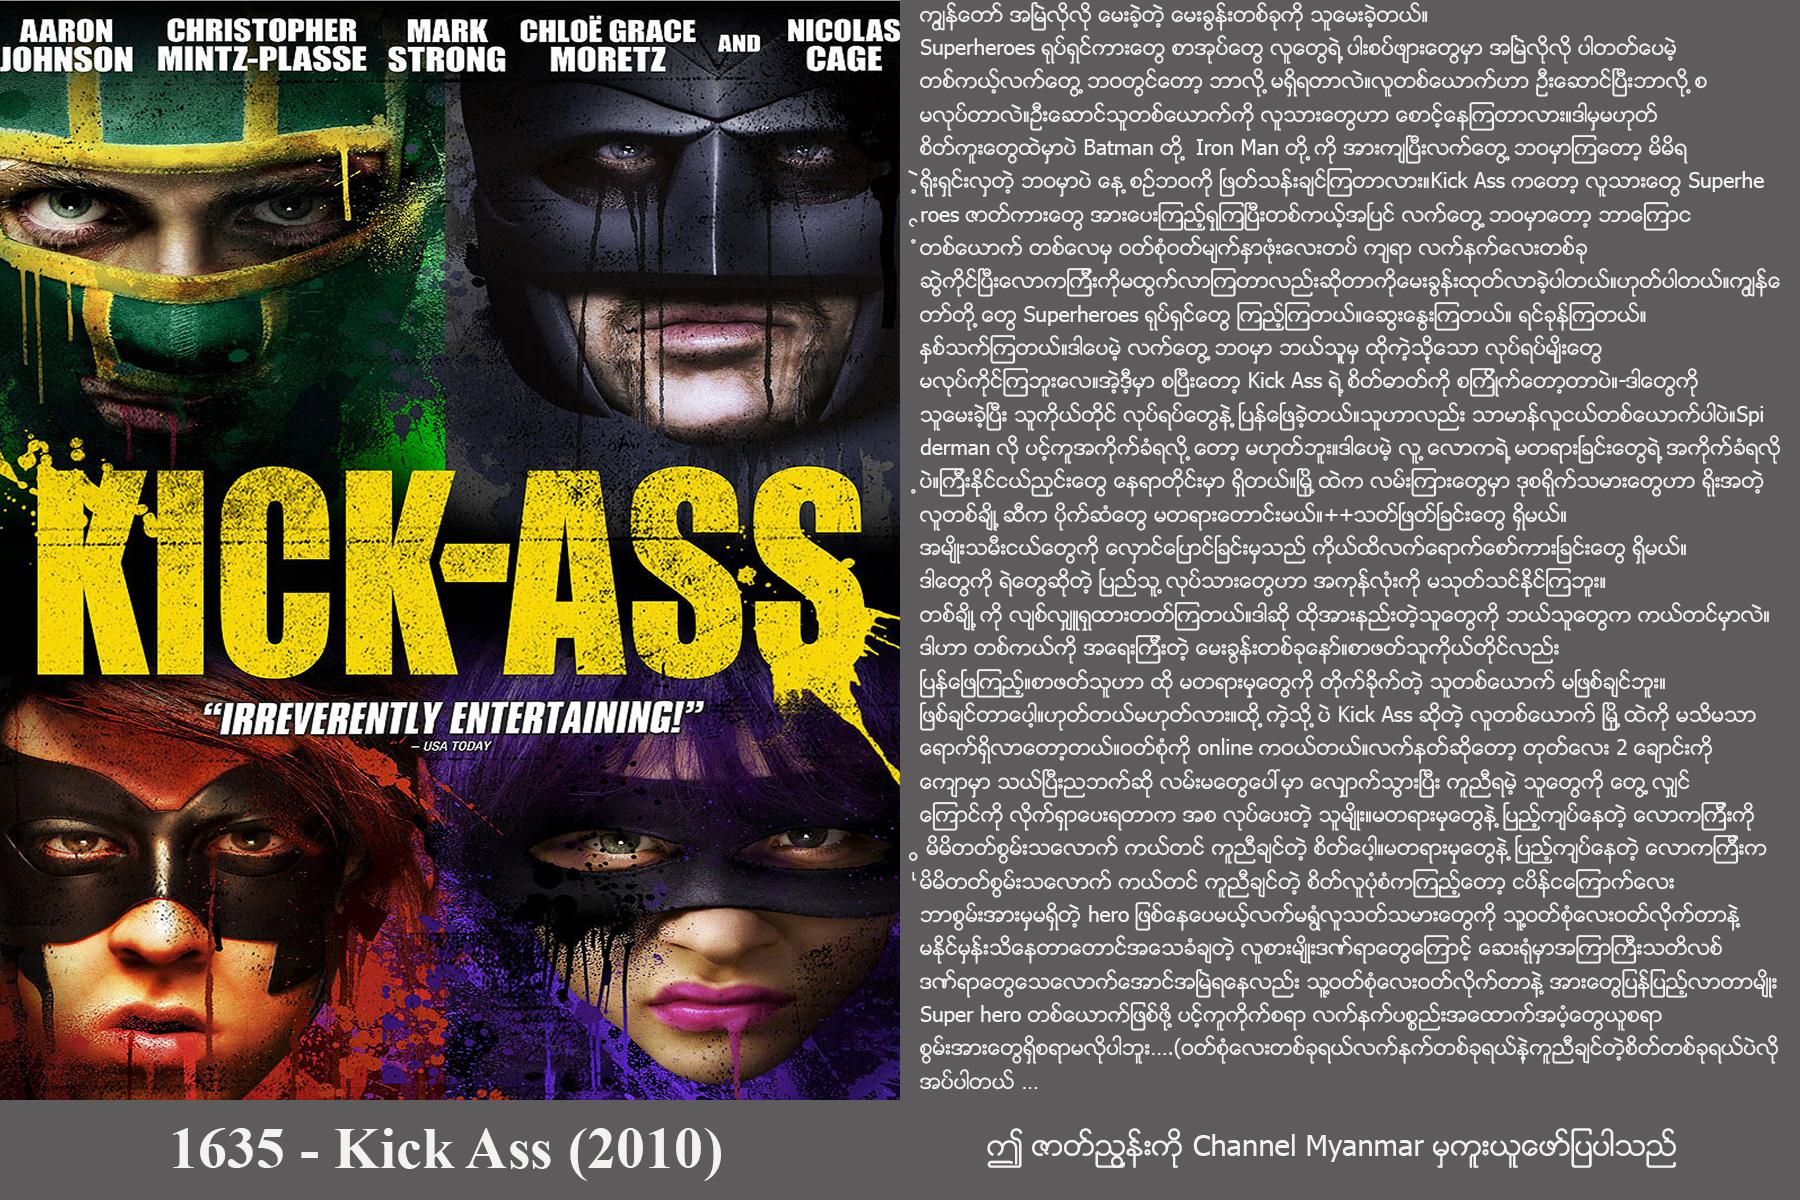 AARON JOHNSON
CHRISTOPHER MINTZ-PLASSE
MARK STRONG
CHLOË GRACE MORETZ
AND
NICOLAS CAGE
KICK-ASS
“IRREVERENTLY ENTERTAINING!”
– USA TODAY
1635 - Kick Ass (2010)
ကျွန်တော် အမြဲလိုလို မေးခဲ့တဲ့ မေးခွန်းတစ်ခုကို သူမေးခဲ့တယ်။
Superheroes ရုပ်ရှင်ကားတွေ စာအုပ်တွေ လူတွေရဲ့ ပါးစပ်ဖျားတွေမှာ အမြဲလိုလို ပါတတ်ပေမဲ့
တစ်ကယ့်လက်တွေ့ ဘဝတွင်တော့ ဘာလို့ မရှိရတာလဲ။လူတစ်ယောက်ဟာ ဦးဆောင်ပြီးဘာလို့ စ
မလုပ်တာလဲ။ဦးဆောင်သူတစ်ယောက်ကို လူသားတွေဟာ စောင့်နေကြတာလား။ဒါမှမဟုတ်
စိတ်ကူးတွေထဲမှာပဲ Batman တို့ Iron Man တို့ ကို အားကျပြီးလက်တွေ့ ဘဝမှာကြတော့ မိမိရ
ဲ့ ရိုးရှင်းလှတဲ့ ဘဝမှာပဲ နေ့ စဉ်ဘဝကို ဖြတ်သန်းချင်ကြတာလား။Kick Ass ကတော့ လူသားတွေ Superhe
roes ဇာတ်ကားတွေ အားပေးကြည့်ရှုကြပြီးတစ်ကယ့်အပြင် လက်တွေ့ ဘဝမှာတော့ ဘာကြောင
့် တစ်ယောက် တစ်လေမှ ဝတ်စုံဝတ်မျက်နှာဖုံးလေးတပ် ကျရာ လက်နက်လေးတစ်ခု
ဆွဲကိုင်ပြီးလောကကြီးကိုမထွက်လာကြတာလည်းဆိုတာကိုမေးခွန်းထုတ်လာခဲ့ပါတယ်။ဟုတ်ပါတယ်။ကျွန်ေ
တာ်တို့ တွေ Superheroes ရုပ်ရှင်တွေ ကြည့်ကြတယ်။ဆွေးနွေးကြတယ်။ ရင်ခုန်ကြတယ်။
နှစ်သက်ကြတယ်။ဒါပေမဲ့ လက်တွေ့ ဘဝမှာ ဘယ်သူမှ ထိုကဲ့သို့သော လုပ်ရပ်မျိုးတွေ
မလုပ်ကိုင်ကြဘူးလေ။အဲ့ဒီ့မှာ စပြီးတော့ Kick Ass ရဲ့ စိတ်ဓာတ်ကို စကြိုက်တော့တာပဲ။-ဒါတွေကို
သူမေးခဲ့ပြီး သူကိုယ်တိုင် လုပ်ရပ်တွေနဲ့ ပြန်ဖြေခဲ့တယ်။သူဟာလည်း သာမာန်လူငယ်တစ်ယောက်ပါပဲ။Spi
derman လို ပင့်ကူအကိုက်ခံရလို့ တော့ မဟုတ်ဘူး။ဒါပေမဲ့ လူ့ လောကရဲ့ မတရားခြင်းတွေရဲ့ အကိုက်ခံရလို
့ ပဲ။ကြီးနိုင်ငယ်ညှင်းတွေ နေရာတိုင်းမှာ ရှိတယ်။မြို့ ထဲက လမ်းကြားတွေမှာ ဒုစရိုက်သမားတွေဟာ ရိုးအတဲ့
လူတစ်ချို့ ဆီက ပိုက်ဆံတွေ မတရားတောင်းမယ်။++သတ်ဖြတ်ခြင်းတွေ ရှိမယ်။
အမျိုးသမီးငယ်တွေကို လှောင်ပြောင်ခြင်းမှသည် ကိုယ်ထိလက်ရောက်စော်ကားခြင်းတွေ ရှိမယ်။
ဒါတွေကို ရဲတွေဆိုတဲ့ ပြည်သူ့ လုပ်သားတွေဟာ အကုန်လုံးကို မသုတ်သင်နိုင်ကြဘူး။
တစ်ချို့ ကို လျစ်လျှူရှုထားတတ်ကြတယ်။ဒါဆို ထိုအားနည်းတဲ့သူတွေကို ဘယ်သူတွေက ကယ်တင်မှာလဲ။
ဒါဟာ တစ်ကယ်ကို အရေးကြီးတဲ့ မေးခွန်းတစ်ခုနော်။စာဖတ်သူကိုယ်တိုင်လည်း
ပြန်ဖြေကြည့်။စာဖတ်သူဟာ ထို မတရားမှုတွေကို တိုက်ခိုက်တဲ့ သူတစ်ယောက် မဖြစ်ချင်ဘူး။
ဖြစ်ချင်တာပေါ့။ဟုတ်တယ်မဟုတ်လား။ထို့ ကဲ့သို့ ပဲ Kick Ass ဆိုတဲ့ လူတစ်ယောက် မြို့ ထဲကို မသိမသာ
ရောက်ရှိလာတော့တယ်။ဝတ်စုံကို online ကဝယ်တယ်။လက်နတ်ဆိုတော့ တုတ်လေး 2 ချောင်းကို
ကျောမှာ သယ်ပြီးညဘက်ဆို လမ်းမတွေပေါ်မှာ လျှောက်သွားပြီး ကူညီရမဲ့ သူတွေကို တွေ့ လျှင်
ကြောင်ကို လိုက်ရှာပေးရတာက အစ လုပ်ပေးတဲ့ သူမျိုး။မတရားမှုတွေနဲ့ ပြည့်ကျပ်နေတဲ့ လောကကြီးကို
မိမိတတ်စွမ်းသလောက် ကယ်တင် ကူညီချင်တဲ့ စိတ်ပေါ့။မတရားမှုတွေနဲ့ ပြည့်ကျပ်နေတဲ့ လောကကြီးက
ို မိမိတတ်စွမ်းသလောက် ကယ်တင် ကူညီချင်တဲ့ စိတ်လူပုံစံကကြည့်တော့ ငပိန်ငကြောက်လေး
ဘာစွမ်းအားမှမရှိတဲ့ hero ဖြစ်နေပေမယ့်လက်မရွံ့လူသတ်သမားတွေကို သူ့ဝတ်စုံလေးဝတ်လိုက်တာနဲ့
မနိုင်မှန်းသိနေတာတောင်အသေခံချတဲ့ လူစားမျိုးဒဏ်ရာတွေကြောင့် ဆေးရုံမှာအကြာကြီးသတိလစ်
ဒဏ်ရာတွေသေလောက်အောင်အမြဲရနေလည်း သူ့ဝတ်စုံလေးဝတ်လိုက်တာနဲ့ အားတွေပြန်ပြည့်လာတာမျိုး
Super hero တစ်ယောက်ဖြစ်ဖို့ ပင့်ကူကိုက်စရာ လက်နက်ပစ္စည်းအထောက်အပံ့တွေယူစရာ
စွမ်းအားတွေရှိစရာမလိုပါဘူး....(ဝတ်စုံလေးတစ်ခုရယ်လက်နက်တစ်ခုရယ်နဲ့ကူညီချင်တဲ့စိတ်တစ်ခုရယ်ပဲလို
အပ်ပါတယ် ...
ဤ ဇာတ်ညွှန်းကို Channel Myanmar မှကူးယူဖော်ပြပါသည်